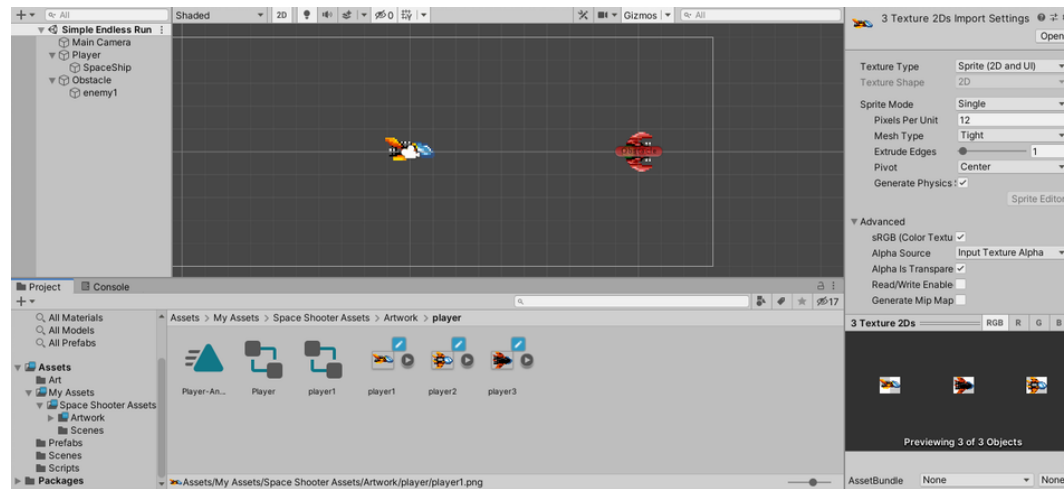 All
Shaded
2D
0
Gizmos
All
3 Texture 2Ds Import Settings
Open
Simple Endless Run
Main Camera
Player
SpaceShip
Obstacle
enemy1
Texture Type
Sprite (2D and UI)
Texture Shape
2D
Sprite Mode
Single
Pixels Per Unit
12
Mesh Type
Tight
Extrude Edges
1
Pivot
Center
Generate Physics S
Sprite Editor
Advanced
sRGB (Color Textu
Alpha Source
Input Texture Alpha
Alpha Is Transpare
Read/Write Enable
Generate Mip Map
Project
Console
17
All Materials
All Models
All Prefabs
Assets
Art
My Assets
Space Shooter Assets
Artwork
Scenes
Prefabs
Scenes
Scripts
Packages
Assets > My Assets > Space Shooter Assets > Artwork > player
Player-An...
Player
player1
player1
player2
player3
Assets/My Assets/Space Shooter Assets/Artwork/player/player1.png
3 Texture 2Ds
RGB
R
G
B
Previewing 3 of 3 Objects
AssetBundle
None
None